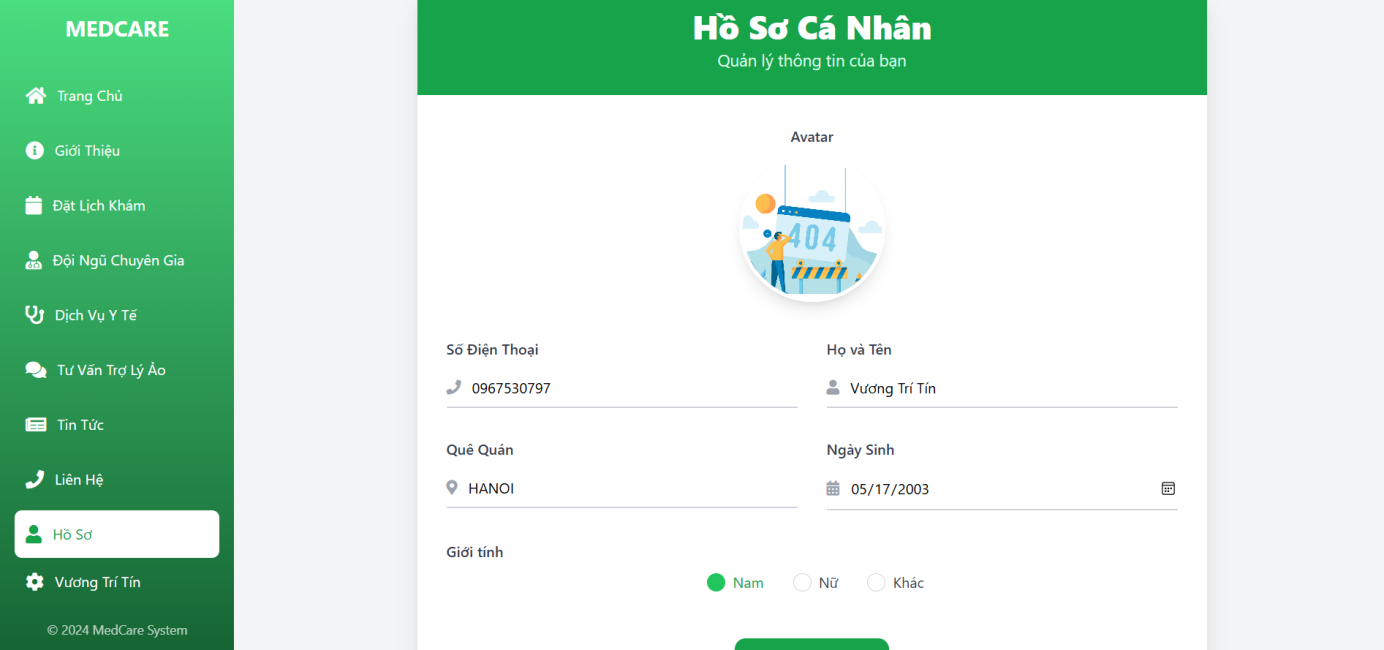 MEDCARE
Trang Chủ
Giới Thiệu
Đặt Lịch Khám
Đội Ngũ Chuyên Gia
Dịch Vụ Y Tế
Tư Vấn Trợ Lý Ảo
Tin Tức
Liên Hệ
Hồ Sơ
Vương Trí Tín
© 2024 MedCare System
Hồ Sơ Cá Nhân
Quản lý thông tin của bạn
Avatar
404
Số Điện Thoại
0967530797
Họ và Tên
Vương Trí Tín
Quê Quán
HANOI
Ngày Sinh
05/17/2003
Giới tính
Nam Nữ Khác